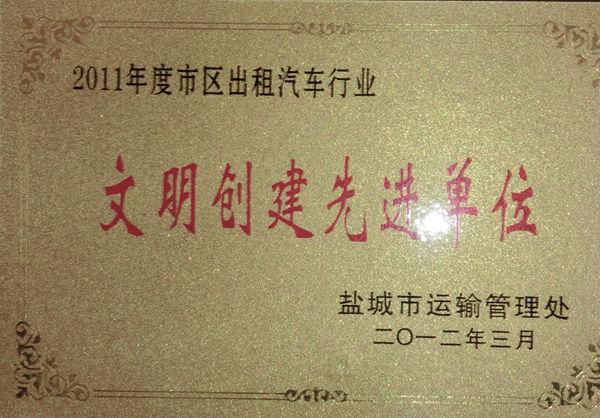 2011年度市区出租汽车行业
文明创建先进单位
盐城市运输管理处
二〇一二年三月